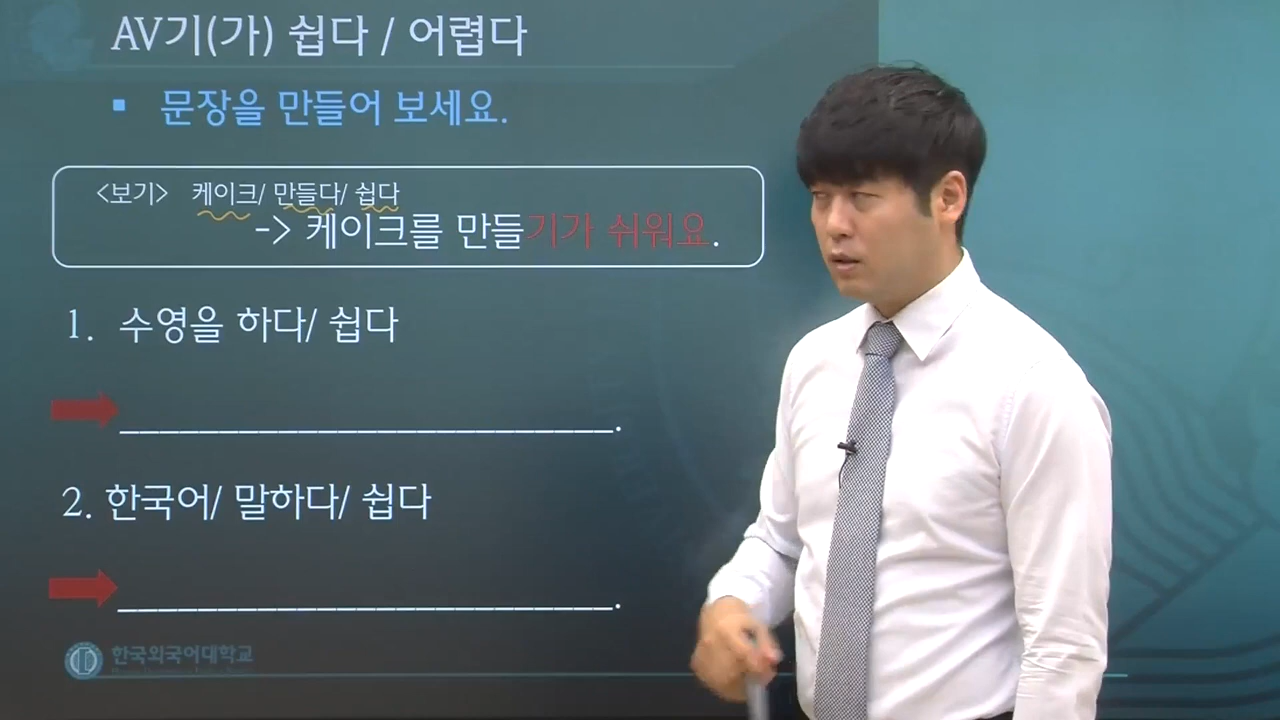 AV기(가) 쉽다 / 어렵다
▪ 문장을 만들어 보세요.
<보기> 케이크/ 만들다/ 쉽다
-> 케이크를 만들기가 쉬워요.
1. 수영을 하다/ 쉽다
_________________________.
2. 한국어/ 말하다/ 쉽다
_________________________.
한국외국어대학교